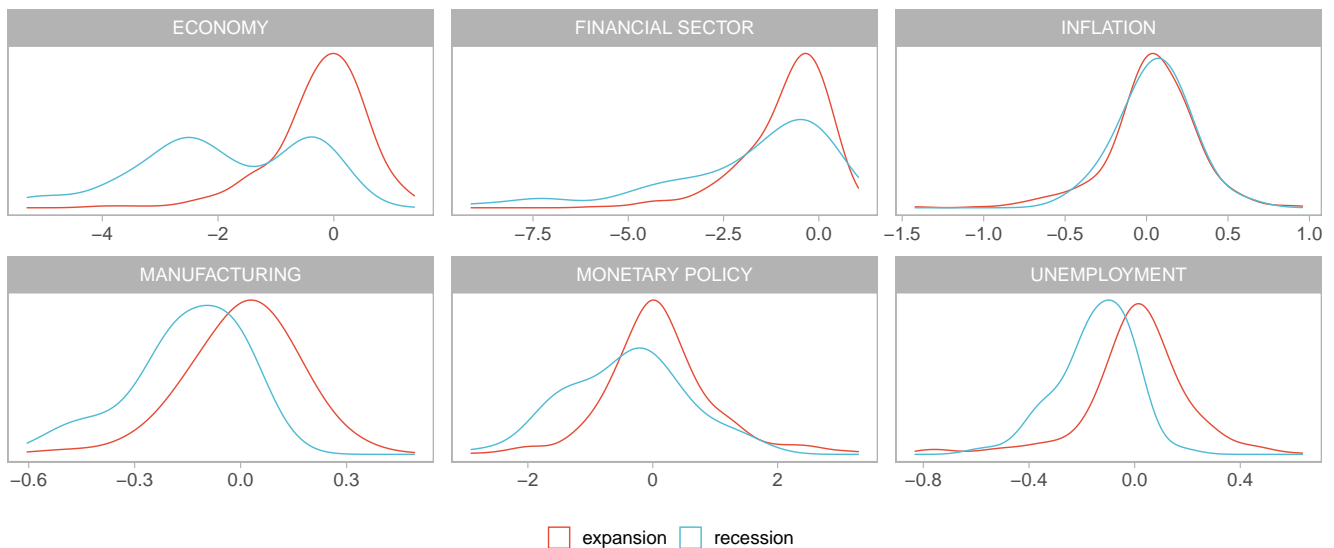 ECONOMY FINANCIAL SECTOR INFLATION
−4 −2 0 −7.5 −5.0 −2.5 0.0 −1.5 −1.0 −0.5 0.0 0.5 1.0
MANUFACTURING MONETARY POLICY UNEMPLOYMENT
−0.6 −0.3 0.0 0.3 −2 0 2 −0.8 −0.4 0.0 0.4
expansion recession